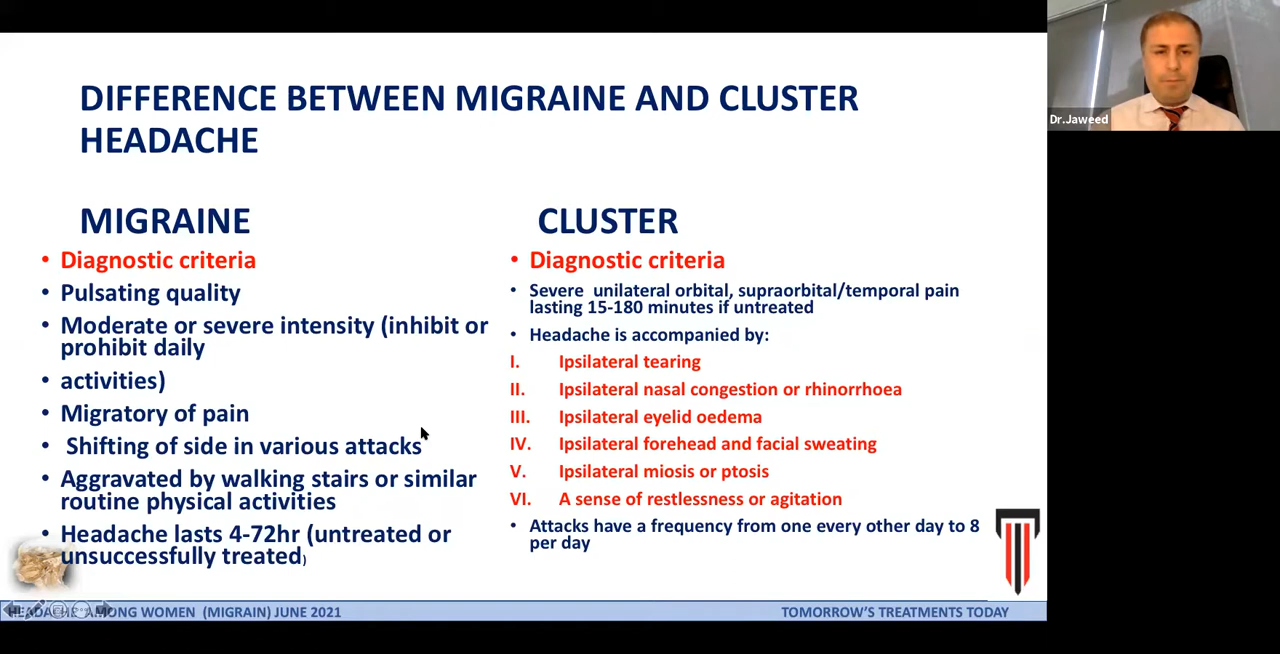 DIFFERENCE BETWEEN MIGRAINE AND CLUSTER
HEADACHE
MIGRAINE
• Diagnostic criteria
• Pulsating quality
• Moderate or severe intensity (inhibit or
prohibit daily
• activities)
• Migratory of pain
• Shifting of side in various attacks
• Aggravated by walking stairs or similar
routine physical activities
• Headache lasts 4-72hr (untreated or
unsuccessfully treated)
CLUSTER
• Diagnostic criteria
• Severe unilateral orbital, supraorbital/temporal pain
lasting 15-180 minutes if untreated
• Headache is accompanied by:
I. Ipsilateral tearing
II. Ipsilateral nasal congestion or rhinorrhoea
III. Ipsilateral eyelid oedema
IV. Ipsilateral forehead and facial sweating
V. Ipsilateral miosis or ptosis
VI. A sense of restlessness or agitation
• Attacks have a frequency from one every other day to 8
per day
HEADACHE AMONG WOMEN (MIGRAIN) JUNE 2021
TOMORROW'S TREATMENTS TODAY
Dr.Jaweed